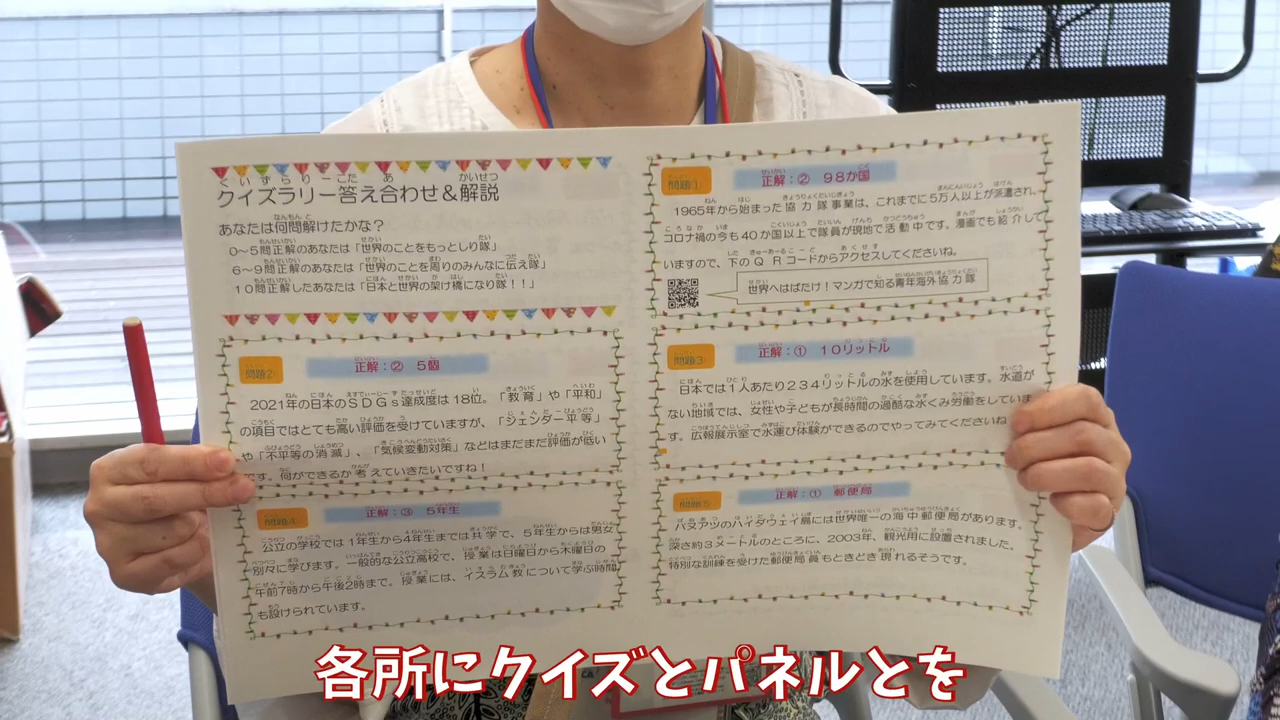 クイズラリー答え合わせ＆解説
あなたは何問解けたかな？
0～5問正解のあなたは「世界のことをもっとしり隊」
6～9問正解のあなたは「世界のことを周りのみんなに伝え隊」
10問正解したあなたは「日本と世界の架け橋になり隊！！」
問題1
正解：② 98か国
1965年から始まった協力隊事業は、これまでに5万人以上が派遣され、
コロナ禍の今も40か国以上で隊員が現地で活動中です。漫画でも紹介して
いますので、下のQRコードからアクセスしてくださいね。
世界へはばたけ！マンガで知る青年海外協力隊
問題2
正解：② 5個
2021年の日本のSDGs達成度は18位。「教育」や「平和」
の項目ではとても高い評価を受けていますが、「ジェンダー平等」
や「不平等の消滅」、「気候変動対策」などはまだまだ評価が低い
です。何ができるか考えていきたいですね！
問題3
正解：① 10リットル
日本では1人あたり234リットルの水を使用しています。水道が
ない地域では、女性や子どもが長時間の過酷な水くみ労働をしていま
す。広報展示室で水運び体験ができるのでやってみてくださいね
問題4
正解：③ 5年生
公立の学校では1年生から4年生までは共学で、5年生からは男女
別々に学びます。一般的な公立高校で、授業は日曜日から木曜日の
午前7時から午後2時まで。授業には、イスラム教について学ぶ時間
も設けられています。
問題5
正解：① 郵便局
バヌアツのハイダウェイ島には世界唯一の海中郵便局があります。
深さ約3メートルのところに、2003年、観光用に設置されました。
特別な訓練を受けた郵便局員もときどき現れるそうです。
各所にクイズとパネルとを